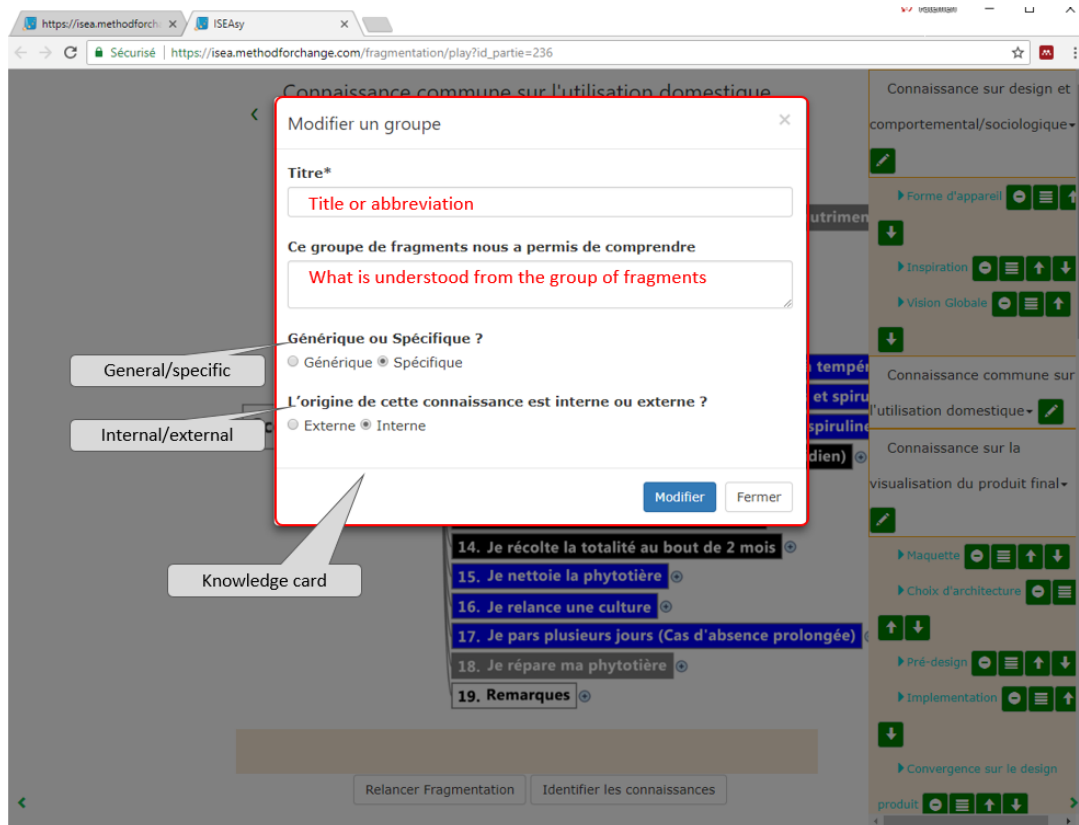 https://isea.methodforch
ISEAsy
Sécurisé | https://isea.methodforchange.com/fragmentation/play?id_partie=236
Connaissance commune sur l'utilisation domestique
Modifier un groupe
Titre*
Title or abbreviation
Ce groupe de fragments nous a permis de comprendre
What is understood from the group of fragments
Générique ou Spécifique ?
Générique Spécifique
General/specific
L'origine de cette connaissance est interne ou externe ?
Externe Interne
Internal/external
Modifier Fermer
Knowledge card
utrimen
tempér
et spiru
spiruline
dien)
14. Je récolte la totalité au bout de 2 mois
15. Je nettoie la phytotière
16. Je relance une culture
17. Je pars plusieurs jours (Cas d'absence prolongée)
18. Je répare ma phytotière
19. Remarques
Relancer Fragmentation Identifier les connaissances
Connaissance sur design et
comportemental/sociologique
Forme d'appareil
Inspiration
Vision Globale
Connaissance commune sur
l'utilisation domestique
Connaissance sur la
visualisation du produit final
Maquette
Choix d'architecture
Pré-design
Implementation
Convergence sur le design
produit